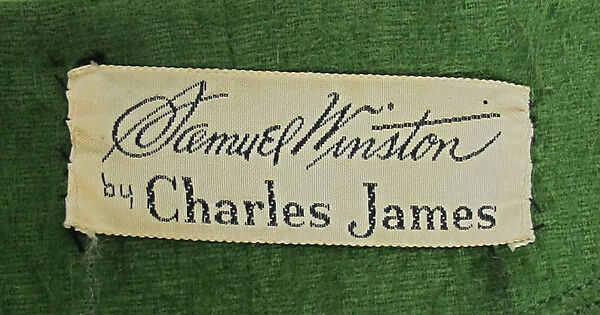 Samuel Winston
by Charles James